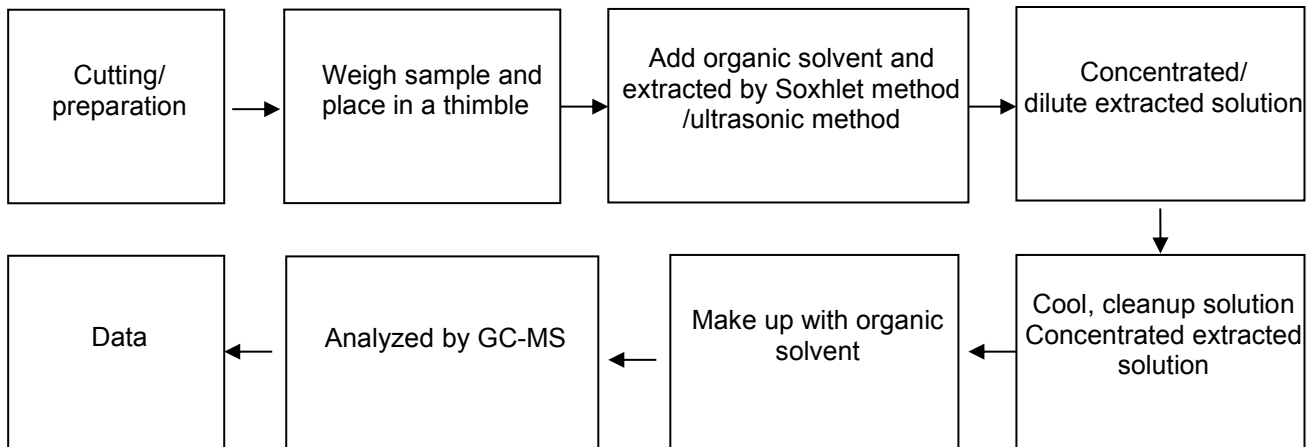 Cutting/
preparation
Weigh sample and
place in a thimble
Add organic solvent and
extracted by Soxhlet method
/ultrasonic method
Concentrated/
dilute extracted solution
Cool, cleanup solution
Concentrated extracted
solution
Make up with organic
solvent
Analyzed by GC-MS
Data